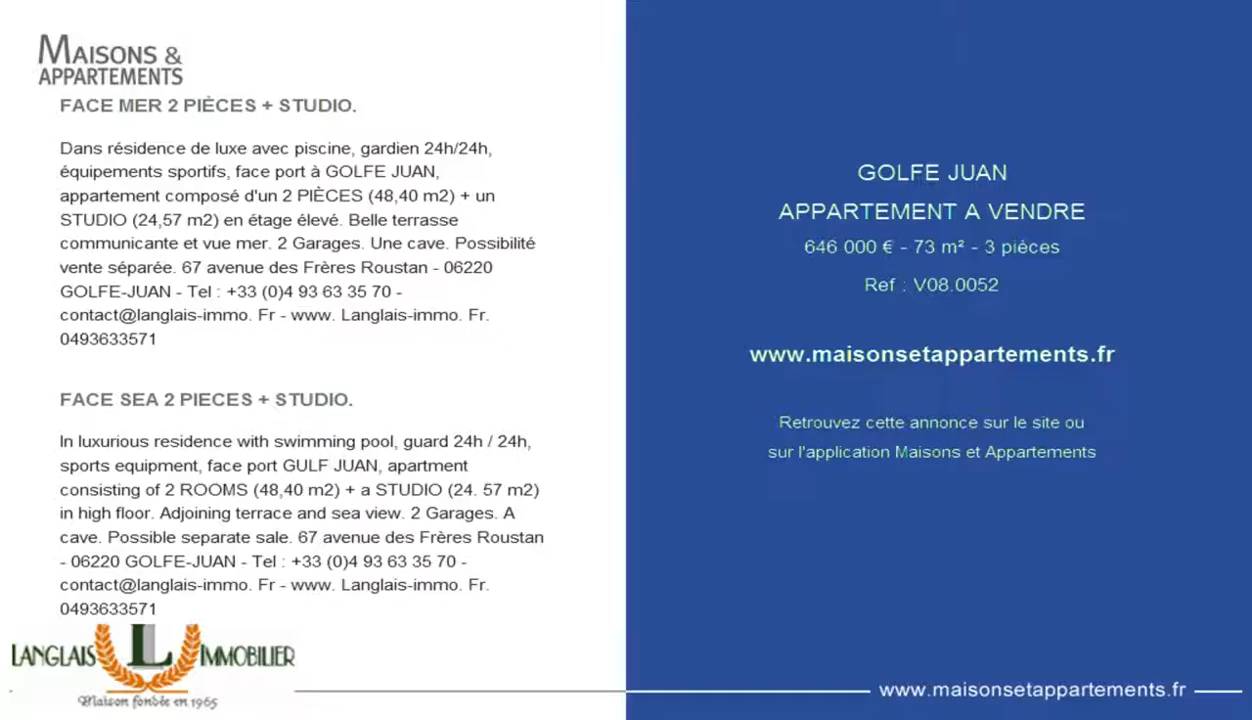 MAISONS &
APPARTEMENTS
FACE MER 2 PIÈCES + STUDIO.
Dans résidence de luxe avec piscine, gardien 24h/24h,
équipements sportifs, face port à GOLFE JUAN,
appartement composé d'un 2 PIÈCES (48,40 m2) + un
STUDIO (24,57 m2) en étage élevé. Belle terrasse
communicante et vue mer. 2 Garages. Une cave. Possibilité
vente séparée. 67 avenue des Frères Roustan - 06220
GOLFE-JUAN - Tel : +33 (0)4 93 63 35 70 -
contact@langlais-immo. Fr - www. Langlais-immo. Fr.
0493633571
FACE SEA 2 PIECES + STUDIO.
In luxurious residence with swimming pool, guard 24h / 24h,
sports equipment, face port GULF JUAN, apartment
consisting of 2 ROOMS (48,40 m2) + a STUDIO (24. 57 m2)
in high floor. Adjoining terrace and sea view. 2 Garages. A
cave. Possible separate sale. 67 avenue des Frères Roustan
- 06220 GOLFE-JUAN - Tel : +33 (0)4 93 63 35 70 -
contact@langlais-immo. Fr - www. Langlais-immo. Fr.
0493633571
LANGLAIS L IMMOBILIER
Maison fondée en 1965
GOLFE JUAN
APPARTEMENT A VENDRE
646 000 € - 73 m² - 3 pièces
Ref : V08.0052
www.maisonsetappartements.fr
Retrouvez cette annonce sur le site ou
sur l'application Maisons et Appartements
www.maisonsetappartements.fr